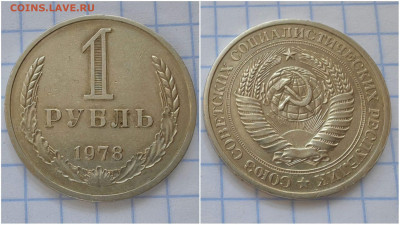 COINS.LAVE.RU
1
РУБЛЬ
1978
СОЮЗ СОВЕТСКИХ СОЦИАЛИСТИЧЕСКИХ РЕСПУБЛИК